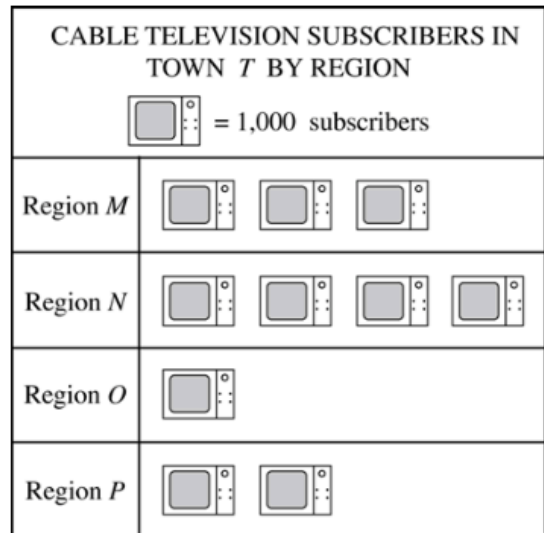 CABLE TELEVISION SUBSCRIBERS IN
TOWN T BY REGION
= 1,000 subscribers
Region M
Region N
Region O
Region P